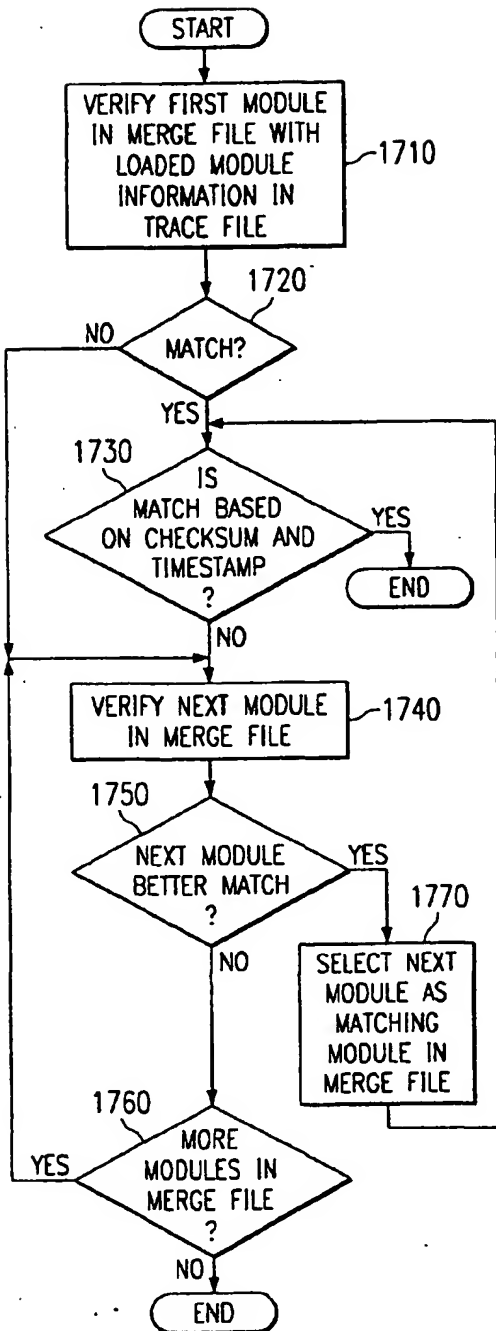 START
VERIFY FIRST MODULE
IN MERGE FILE WITH
LOADED MODULE
INFORMATION IN
TRACE FILE
1710
1720
NO
MATCH?
YES
1730
IS
MATCH BASED
ON CHECKSUM AND
TIMESTAMP
?
YES
END
NO
VERIFY NEXT MODULE
IN MERGE FILE
1740
1750
NEXT MODULE
BETTER MATCH
?
YES
1770
NO
SELECT NEXT
MODULE AS
MATCHING
MODULE IN
MERGE FILE
1760
MORE
MODULES IN
MERGE FILE
?
YES
NO
END